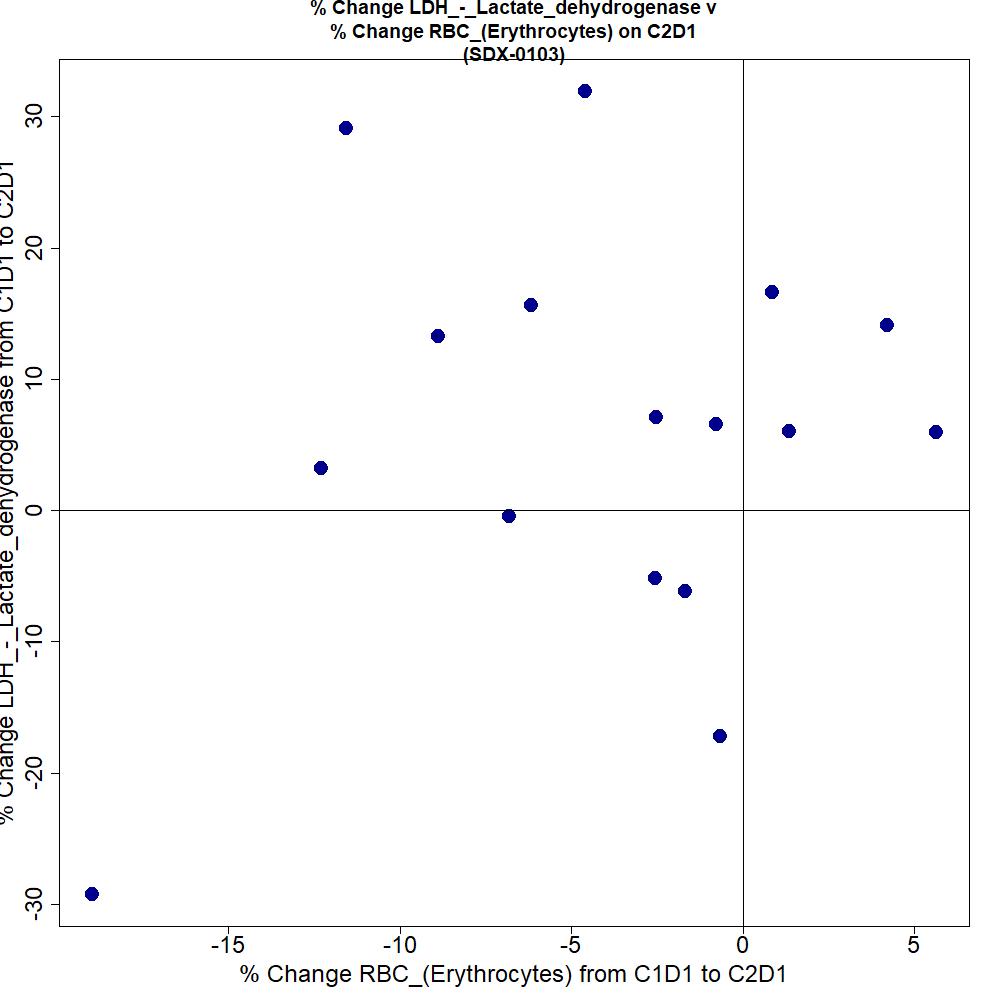 % Change LDH_-_Lactate_dehydrogenase v
% Change RBC_(Erythrocytes) on C2D1
(SDX-0103)
% Change LDH_-_Lactate_dehydrogenase from C1D1 to C2D1
30
20
10
0
-10
-20
-30
-15
-10
-5
0
5
% Change RBC_(Erythrocytes) from C1D1 to C2D1